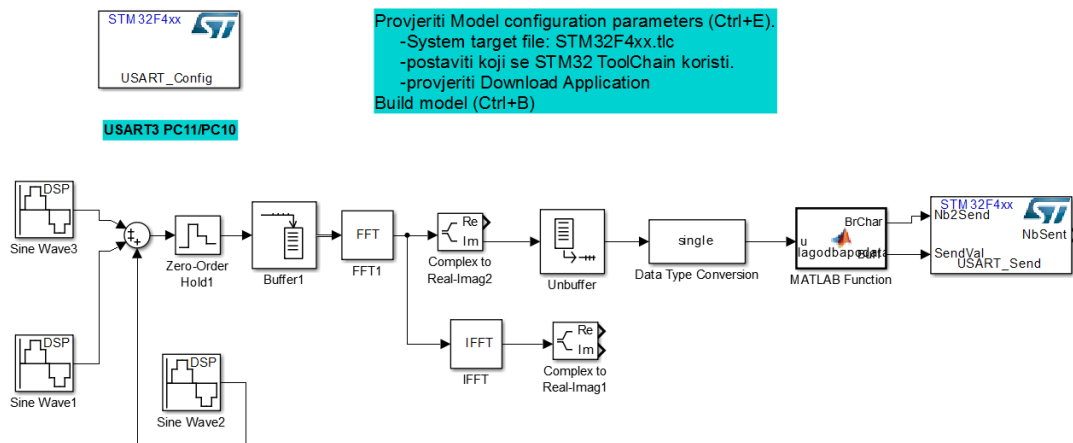 STM32F4xx
USART_Config
Provjeriti Model configuration parameters (Ctrl+E).
-System target file: STM32F4xx.tlc
-postaviti koji se STM32 ToolChain koristi.
-provjeriti Download Application
Build model (Ctrl+B)
USART3 PC11/PC10
DSP
Sine Wave3
Zero-Order
Hold1
Buffer1
FFT
FFT1
Re
Im
Complex to
Real-Imag2
Unbuffer
single
Data Type Conversion
u
BrChar
lagodbapodata
Buff
MATLAB Function
STM32F4xx
Nb2Send
NbSent
SendVal
USART_Send
DSP
Sine Wave1
DSP
Sine Wave2
IFFT
IFFT
Re
Im
Complex to
Real-Imag1